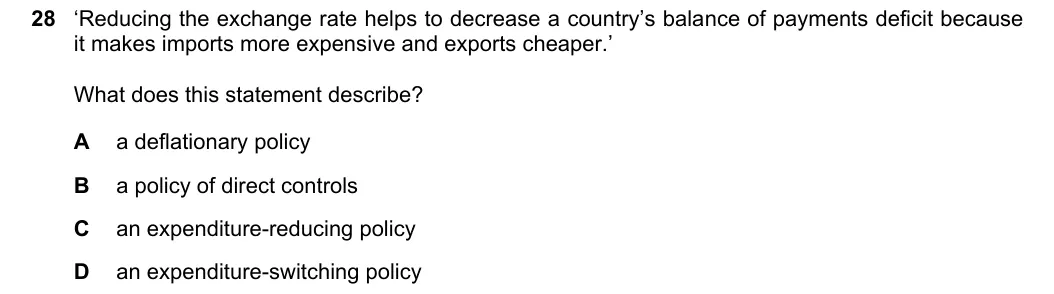 28 ‘Reducing the exchange rate helps to decrease a country’s balance of payments deficit because
it makes imports more expensive and exports cheaper.’
What does this statement describe?
A a deflationary policy
B a policy of direct controls
C an expenditure-reducing policy
D an expenditure-switching policy